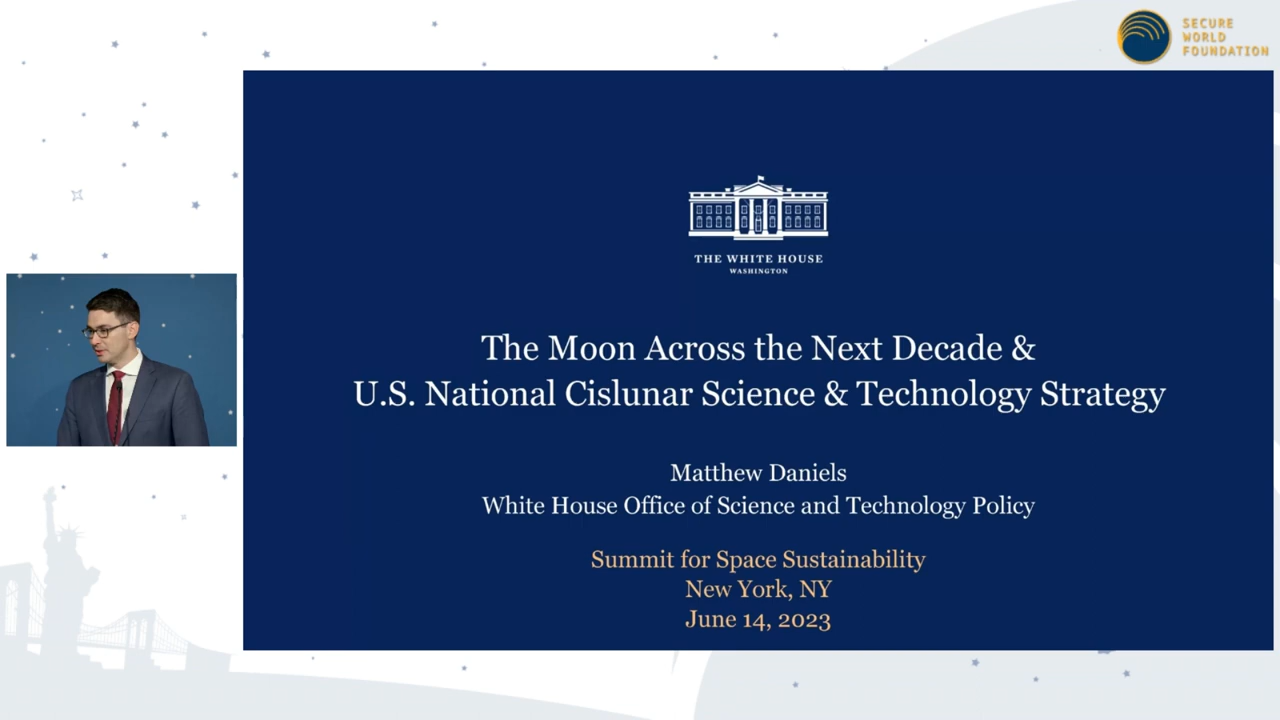 SECURE
WORLD
FOUNDATION
THE WHITE HOUSE
WASHINGTON
The Moon Across the Next Decade &
U.S. National Cislunar Science & Technology Strategy
Matthew Daniels
White House Office of Science and Technology Policy
Summit for Space Sustainability
New York, NY
June 14, 2023